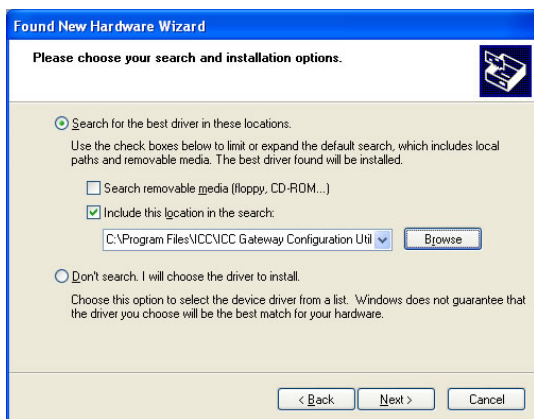 Found New Hardware Wizard
Please choose your search and installation options.
Search for the best driver in these locations.
Use the check boxes below to limit or expand the default search, which includes local
paths and removable media. The best driver found will be installed.
Search removable media (floppy, CD-ROM...)
Include this location in the search:
C:\Program Files\ICC\ICC Gateway Configuration Util
Browse
Don't search. I will choose the driver to install.
Choose this option to select the device driver from a list. Windows does not guarantee that
the driver you choose will be the best match for your hardware.
< Back
Next >
Cancel